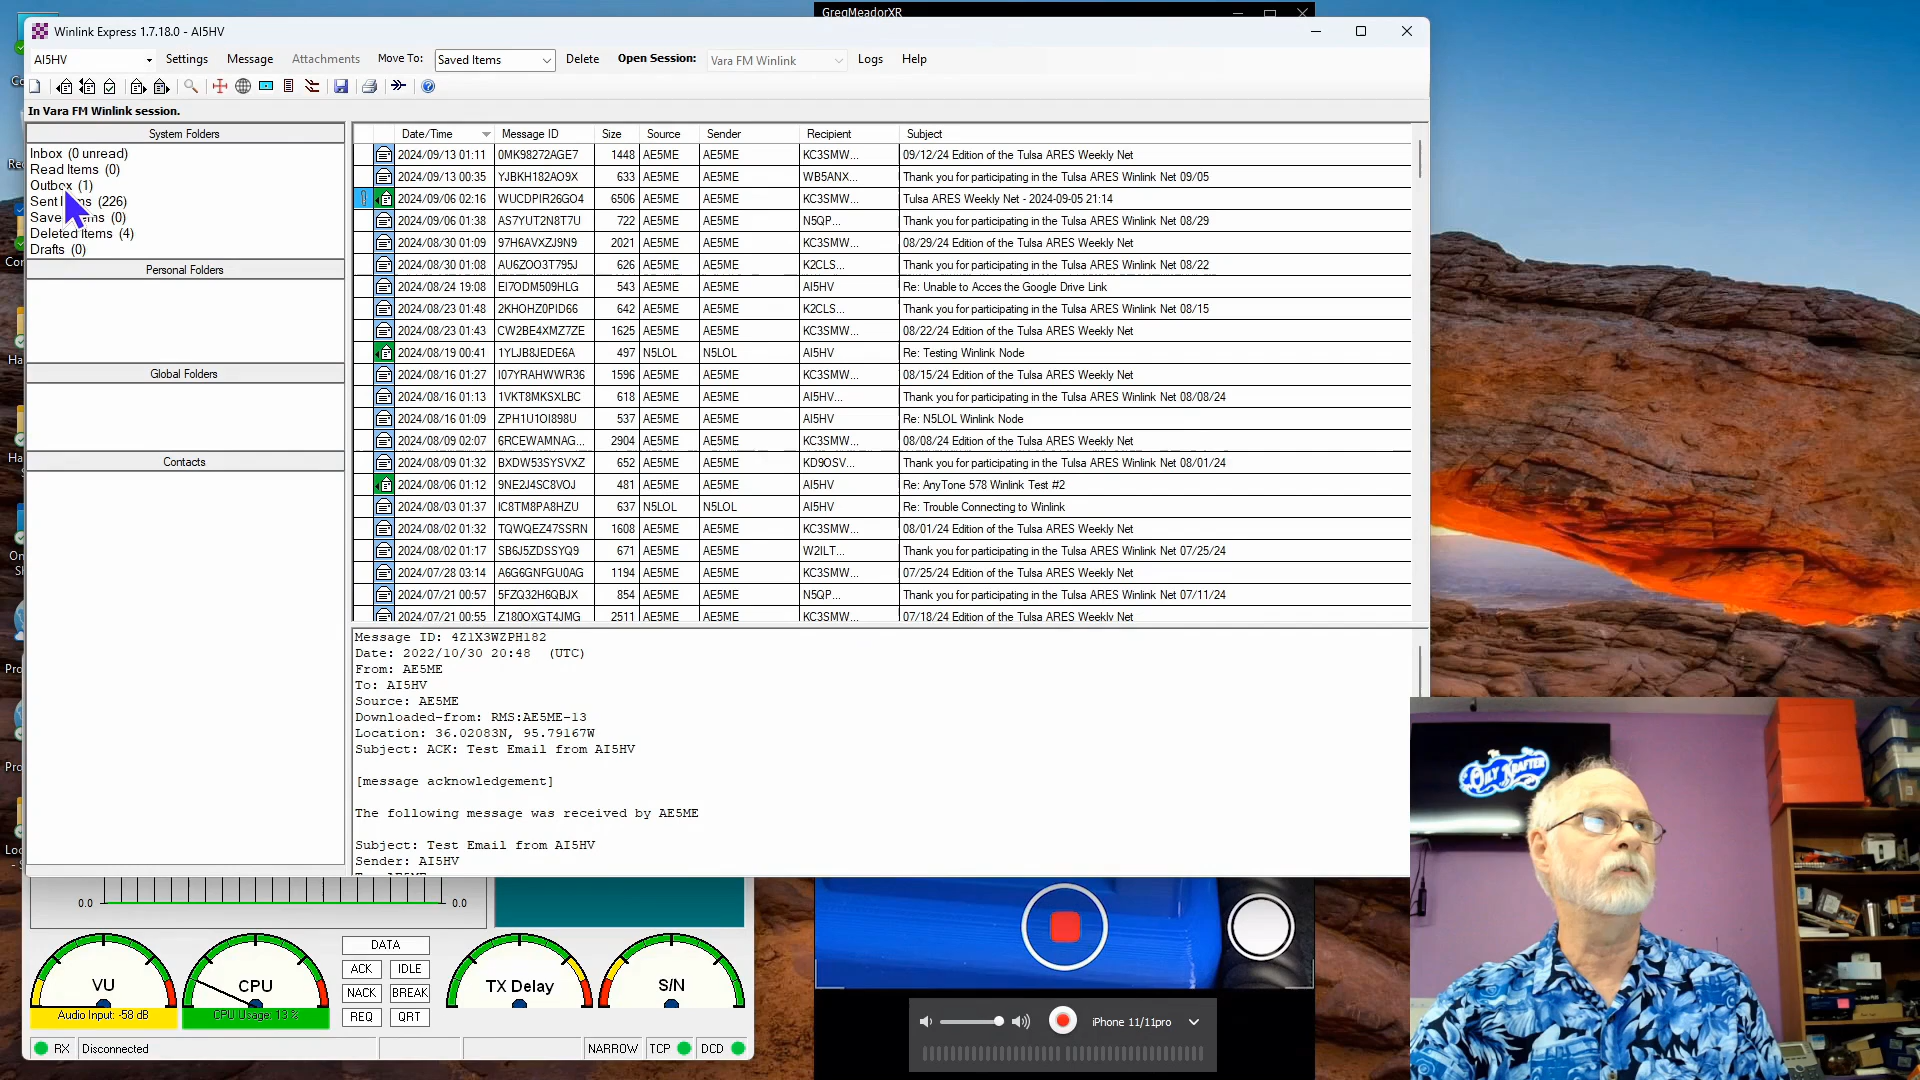 GregMeadorXR
Winlink Express 1.7.18.0 - AI5HV
AI5HV Settings Message Attachments Move To: Saved Items Delete Open Session: Vara FM Winlink Logs Help
In Vara FM Winlink session.
System Folders
Inbox (0 unread)
Read Items (0)
Outbox (1)
(226)
(0)
Deleted Items (4)
Drafts (0)
Personal Folders
Global Folders
Contacts
Date/Time Message ID Size Source Sender Recipient Subject
2024/09/13 01:11 0MK98272AGE7 1448 AE5ME AE5ME KC3SMW... 09/12/24 Edition of the Tulsa ARES Weekly Net
2024/09/13 00:35 YJBKH182AO9X 633 AE5ME AE5ME WB5ANX... Thank you for participating in the Tulsa ARES Winlink Net 09/05
2024/09/06 02:16 WUCDPIR26GO4 6506 AE5ME AE5ME KC3SMW... Tulsa ARES Weekly Net - 2024-09-05 21:14
2024/09/06 01:38 AS7YUT2N8T7U 722 AE5ME AE5ME N5QP... Thank you for participating in the Tulsa ARES Winlink Net 08/29
2024/08/30 01:09 97H6AVXZJ9N9 2021 AE5ME AE5ME KC3SMW... 08/29/24 Edition of the Tulsa ARES Weekly Net
2024/08/30 01:08 AU6ZOO3T795J 626 AE5ME AE5ME K2CLS... Thank you for participating in the Tulsa ARES Winlink Net 08/22
2024/08/24 19:08 EI7ODM509HLG 543 AE5ME AE5ME AI5HV Re: Unable to Acces the Google Drive Link
2024/08/23 01:48 2KHOHZ0PID66 642 AE5ME AE5ME K2CLS... Thank you for participating in the Tulsa ARES Winlink Net 08/15
2024/08/23 01:43 CW2BE4XMZ7ZE 1625 AE5ME AE5ME KC3SMW... 08/22/24 Edition of the Tulsa ARES Weekly Net
2024/08/19 00:41 1YLJB8JEDE6A 497 N5LOL N5LOL AI5HV Re: Testing Winlink Node
2024/08/16 01:27 I07YRAHWWR36 1596 AE5ME AE5ME KC3SMW... 08/15/24 Edition of the Tulsa ARES Weekly Net
2024/08/16 01:13 1VKT8MKSXLBC 618 AE5ME AE5ME AI5HV... Thank you for participating in the Tulsa ARES Winlink Net 08/08/24
2024/08/16 01:09 ZPH1U1OI898U 537 AE5ME AE5ME AI5HV Re: N5LOL Winlink Node
2024/08/09 02:07 6RCEWAMNAG... 2904 AE5ME AE5ME KC3SMW... 08/08/24 Edition of the Tulsa ARES Weekly Net
2024/08/09 01:32 BXDW53SYSVXZ 652 AE5ME AE5ME KD9OSV... Thank you for participating in the Tulsa ARES Winlink Net 08/01/24
2024/08/06 01:12 9NE2J4SC8VOJ 481 AE5ME AE5ME AI5HV Re: AnyTone 578 Winlink Test #2
2024/08/03 01:37 IC8TM8PA8HZU 637 N5LOL N5LOL AI5HV Re: Trouble Connecting to Winlink
2024/08/02 01:32 TQWQEZ47SSRN 1608 AE5ME AE5ME KC3SMW... 08/01/24 Edition of the Tulsa ARES Weekly Net
2024/08/02 01:17 SB6J5ZDSSYQ9 671 AE5ME AE5ME W2ILT... Thank you for participating in the Tulsa ARES Winlink Net 07/25/24
2024/07/28 03:14 A6G6GNFGU0AG 1194 AE5ME AE5ME KC3SMW... 07/25/24 Edition of the Tulsa ARES Weekly Net
2024/07/21 00:57 5FZQ32H6QBJX 854 AE5ME AE5ME N5QP... Thank you for participating in the Tulsa ARES Winlink Net 07/11/24
2024/07/21 00:55 Z180OXGT4JMG 2511 AE5ME AE5ME KC3SMW... 07/18/24 Edition of the Tulsa ARES Weekly Net
Message ID: 4Z1X3WZPH182
Date: 2022/10/30 20:48 (UTC)
From: AE5ME
To: AI5HV
Source: AE5ME
Downloaded-from: RMS:AE5ME-13
Location: 36.02083N, 95.79167W
Subject: ACK: Test Email from AI5HV
[message acknowledgement]
The following message was received by AE5ME
Subject: Test Email from AI5HV
Sender: AI5HV
0.0 0.0
VU
Audio Input: -58 dB
CPU
CPU Usage: 13 %
DATA
ACK IDLE
NACK BREAK
REQ QRT
TX Delay
S/N
RX Disconnected NARROW TCP DCD
iPhone 11/11pro
OILY KRAFTER